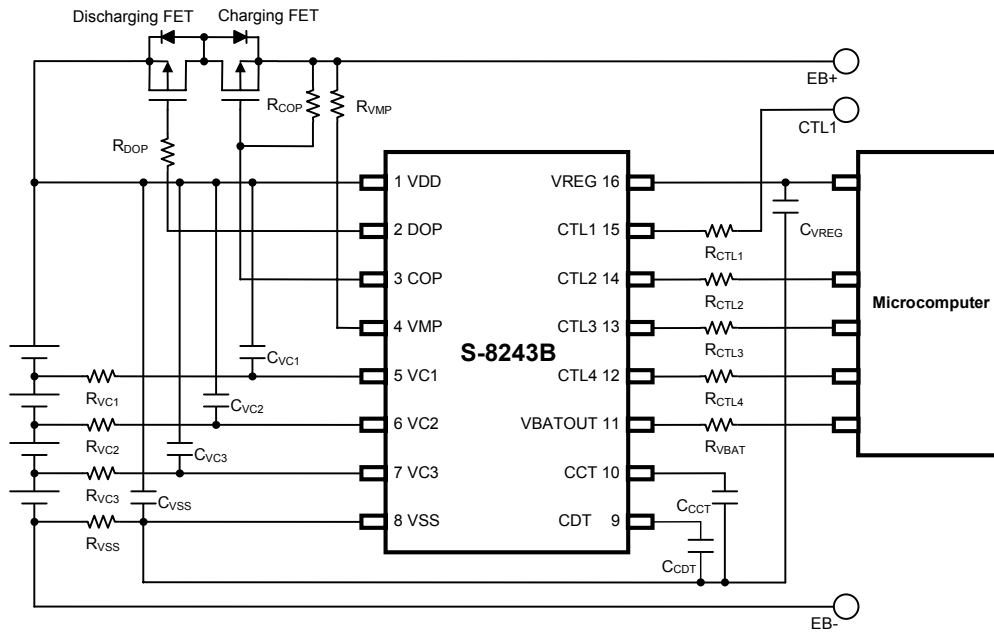 Discharging FET
Charging FET
EB+
CTL1
RCOP
RVMP
RDOP
1 VDD
VREG 16
2 DOP
CTL1 15
RCTL1
CVREG
3 COP
CTL2 14
RCTL2
Microcomputer
4 VMP
CTL3 13
RCTL3
S-8243B
CVC1
5 VC1
CTL4 12
RCTL4
RVC1
CVC2
6 VC2
VBATOUT 11
RVBAT
RVC2
CVC3
7 VC3
CCT 10
RVC3
CVSS
CCCT
8 VSS
CDT 9
RVSS
CCDT
EB-